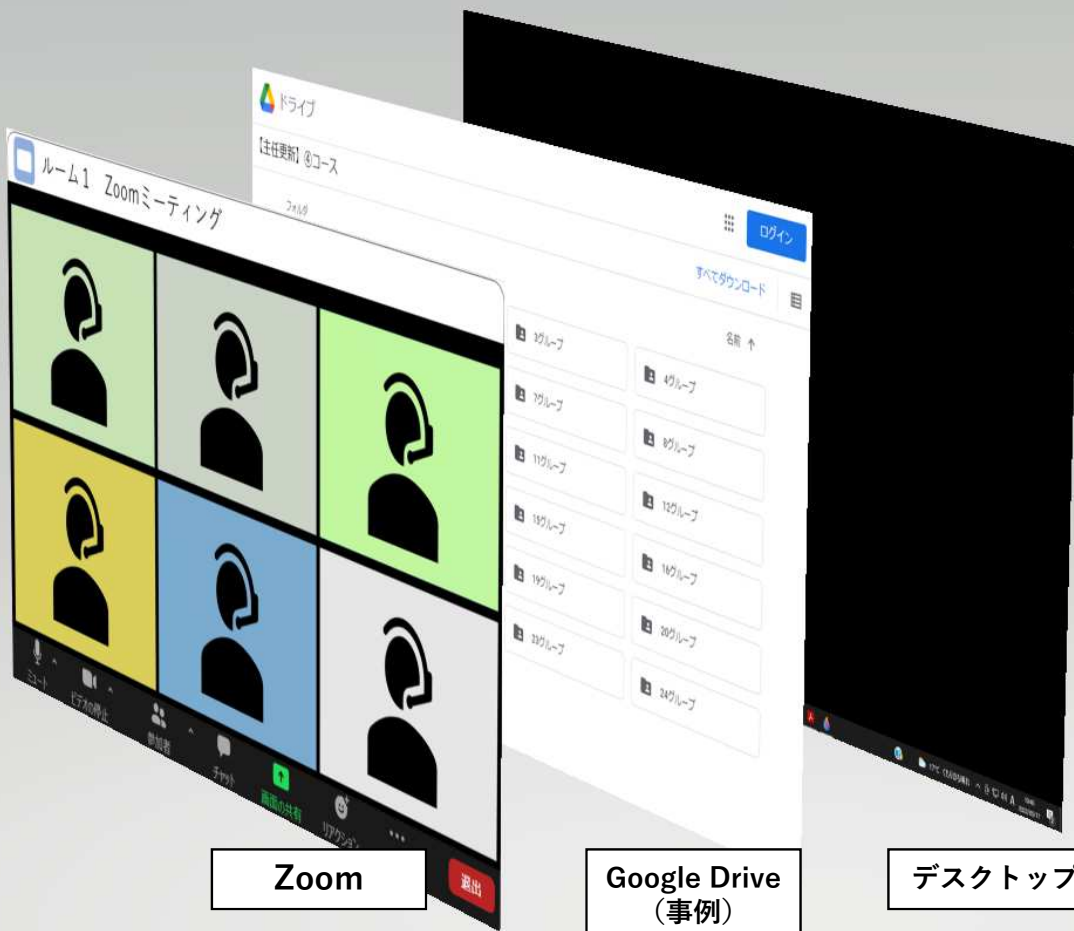 ドライブ
【主任更新】④コース
フォルダ
ログイン
すべてダウンロード
名前 ↑
3グループ
4グループ
7グループ
8グループ
11グループ
12グループ
15グループ
16グループ
19グループ
20グループ
23グループ
24グループ
ルーム1 Zoomミーティング
ミュート
ビデオの停止
参加者
チャット
画面の共有
リアクション
退出
Zoom
Google Drive
（事例）
デスクトップ